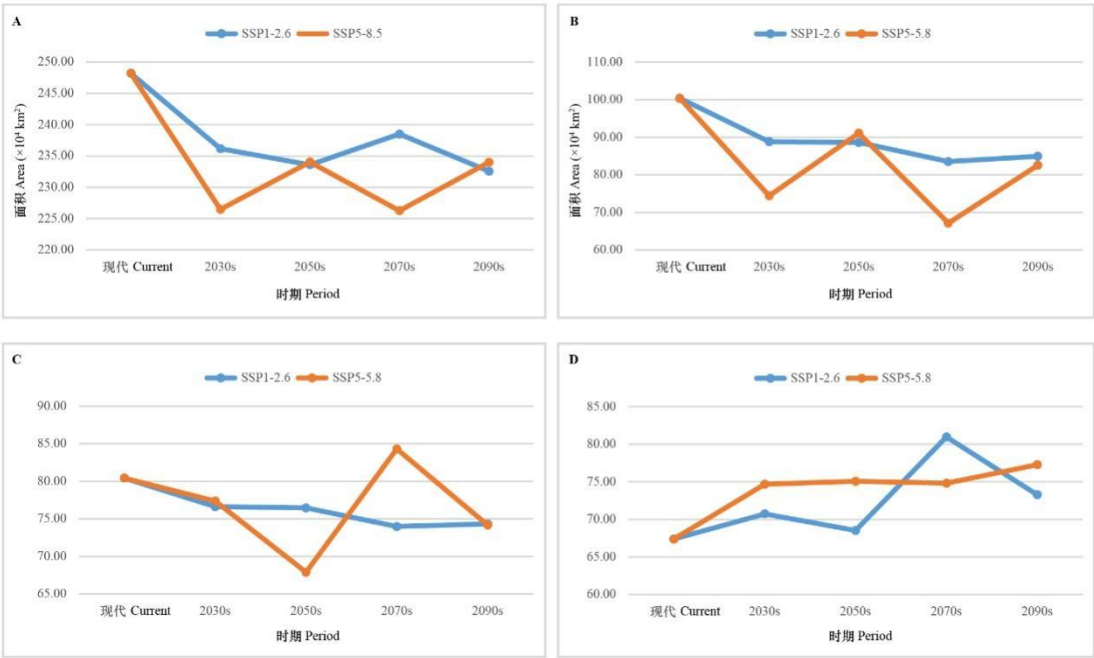 A
SSP1-2.6 SSP5-8.5
250.00
245.00
240.00
235.00
230.00
225.00
220.00
面积 Area (×10⁴ km²)
现代 Current 2030s 2050s 2070s 2090s
时期 Period
B
SSP1-2.6 SSP5-5.8
110.00
100.00
90.00
80.00
70.00
60.00
面积 Area (×10⁴ km²)
现代 Current 2030s 2050s 2070s 2090s
时期 Period
C
SSP1-2.6 SSP5-5.8
90.00
85.00
80.00
75.00
70.00
65.00
现代 Current 2030s 2050s 2070s 2090s
时期 Period
D
SSP1-2.6 SSP5-5.8
85.00
80.00
75.00
70.00
65.00
60.00
现代 Current 2030s 2050s 2070s 2090s
时期 Period